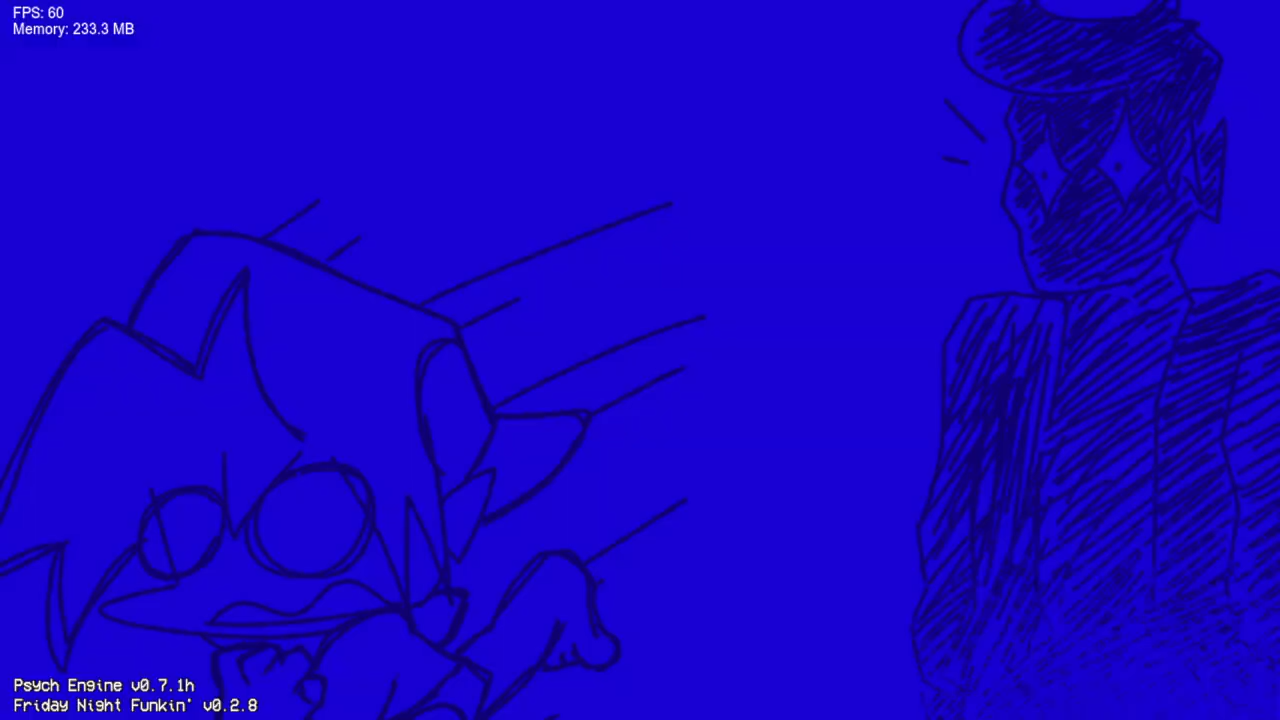 FPS: 60
Memory: 233.3 MB
Psych Engine v0.7.1h
Friday Night Funkin' v0.2.8